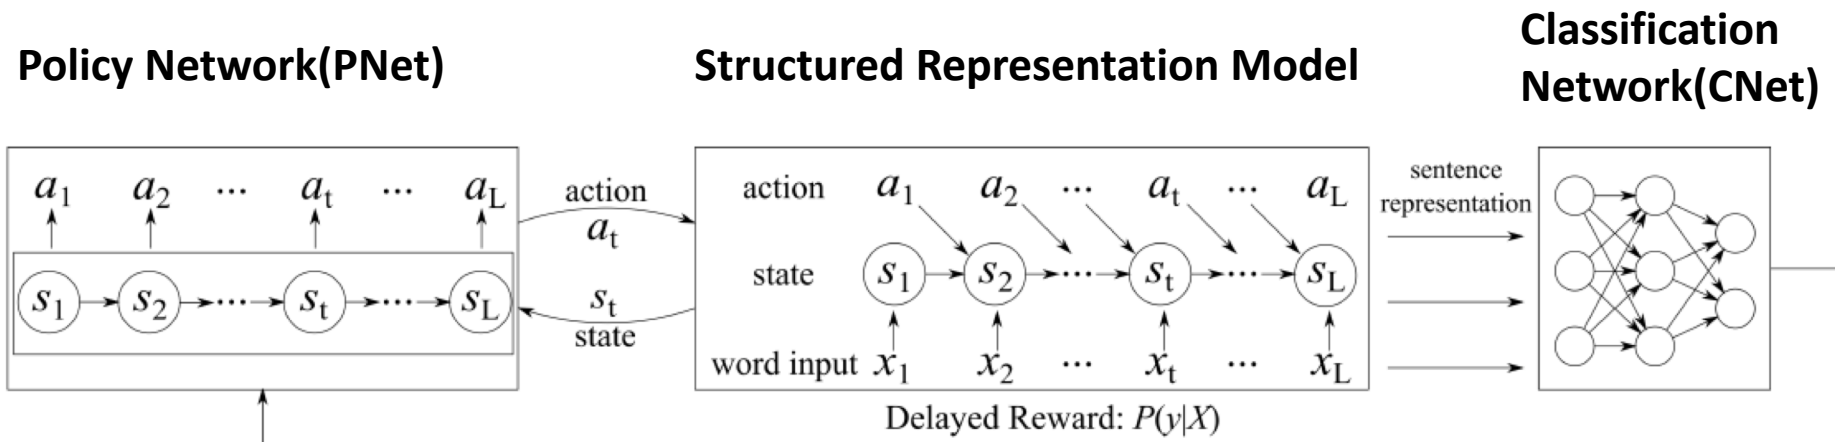 Policy Network(PNet)
Structured Representation Model
Classification
Network(CNet)
a1 a2 ... at ... aL
s1 s2 ... st ... sL
action
at
st
state
action a1 a2 ... at ... aL
state s1 s2 ... st ... sL
word input x1 x2 ... xt ... xL
sentence
representation
Delayed Reward: P(y|X)